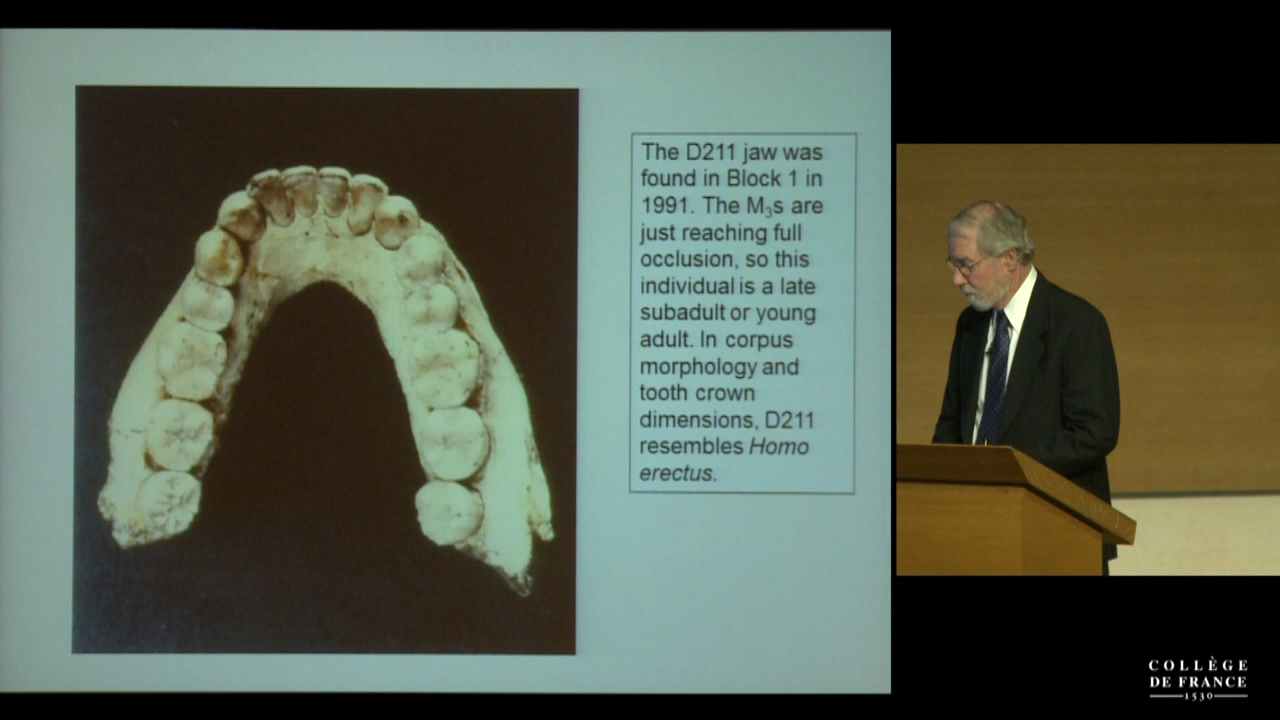 The D211 jaw was
found in Block 1 in
1991. The M₃s are
just reaching full
occlusion, so this
individual is a late
subadult or young
adult. In corpus
morphology and
tooth crown
dimensions, D211
resembles Homo
erectus.
COLLÈGE
DE FRANCE
1530